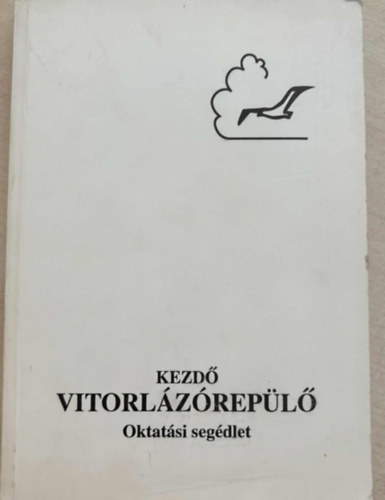 KEZDŐ
VITORLÁZÓREPÜLŐ
Oktatási segédlet